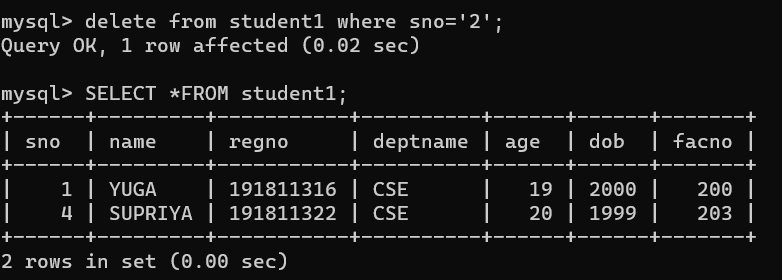 mysql> delete from student1 where sno='2';
Query OK, 1 row affected (0.02 sec)

mysql> SELECT *FROM student1;
+------+---------+-----------+----------+------+------+-------+
| sno  | name    | regno     | deptname | age  | dob  | facno |
+------+---------+-----------+----------+------+------+-------+
|    1 | YUGA    | 191811316 | CSE      |   19 | 2000 |   200 |
|    4 | SUPRIYA | 191811322 | CSE      |   20 | 1999 |   203 |
+------+---------+-----------+----------+------+------+-------+
2 rows in set (0.00 sec)